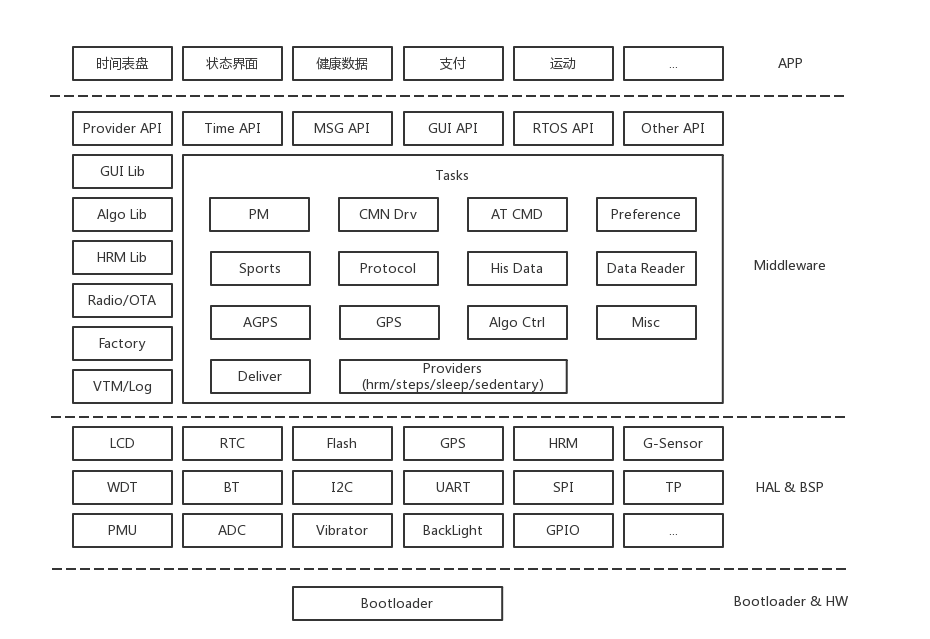 时间表盘
状态界面
健康数据
支付
运动
...
APP
Provider API
Time API
MSG API
GUI API
RTOS API
Other API
GUI Lib
Algo Lib
HRM Lib
Radio/OTA
Factory
VTM/Log
Tasks
PM
CMN Drv
AT CMD
Preference
Sports
Protocol
His Data
Data Reader
AGPS
GPS
Algo Ctrl
Misc
Deliver
Providers
(hrm/steps/sleep/sedentary)
Middleware
LCD
RTC
Flash
GPS
HRM
G-Sensor
WDT
BT
I2C
UART
SPI
TP
HAL & BSP
PMU
ADC
Vibrator
BackLight
GPIO
...
Bootloader
Bootloader & HW